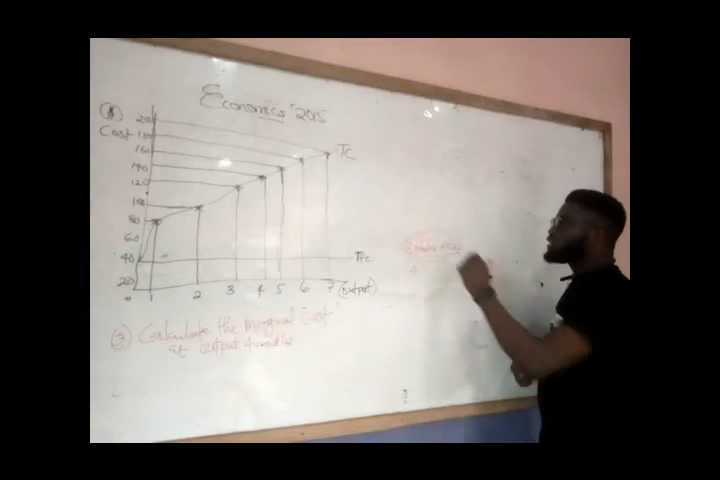 Economics 2015
($)
Cost
200
180
160
140
120
100
80
60
40
20
0
1 2 3 4 5 6 7 (output)
TC
TFC
(3) Calculate the marginal cost
at output 4 and 6